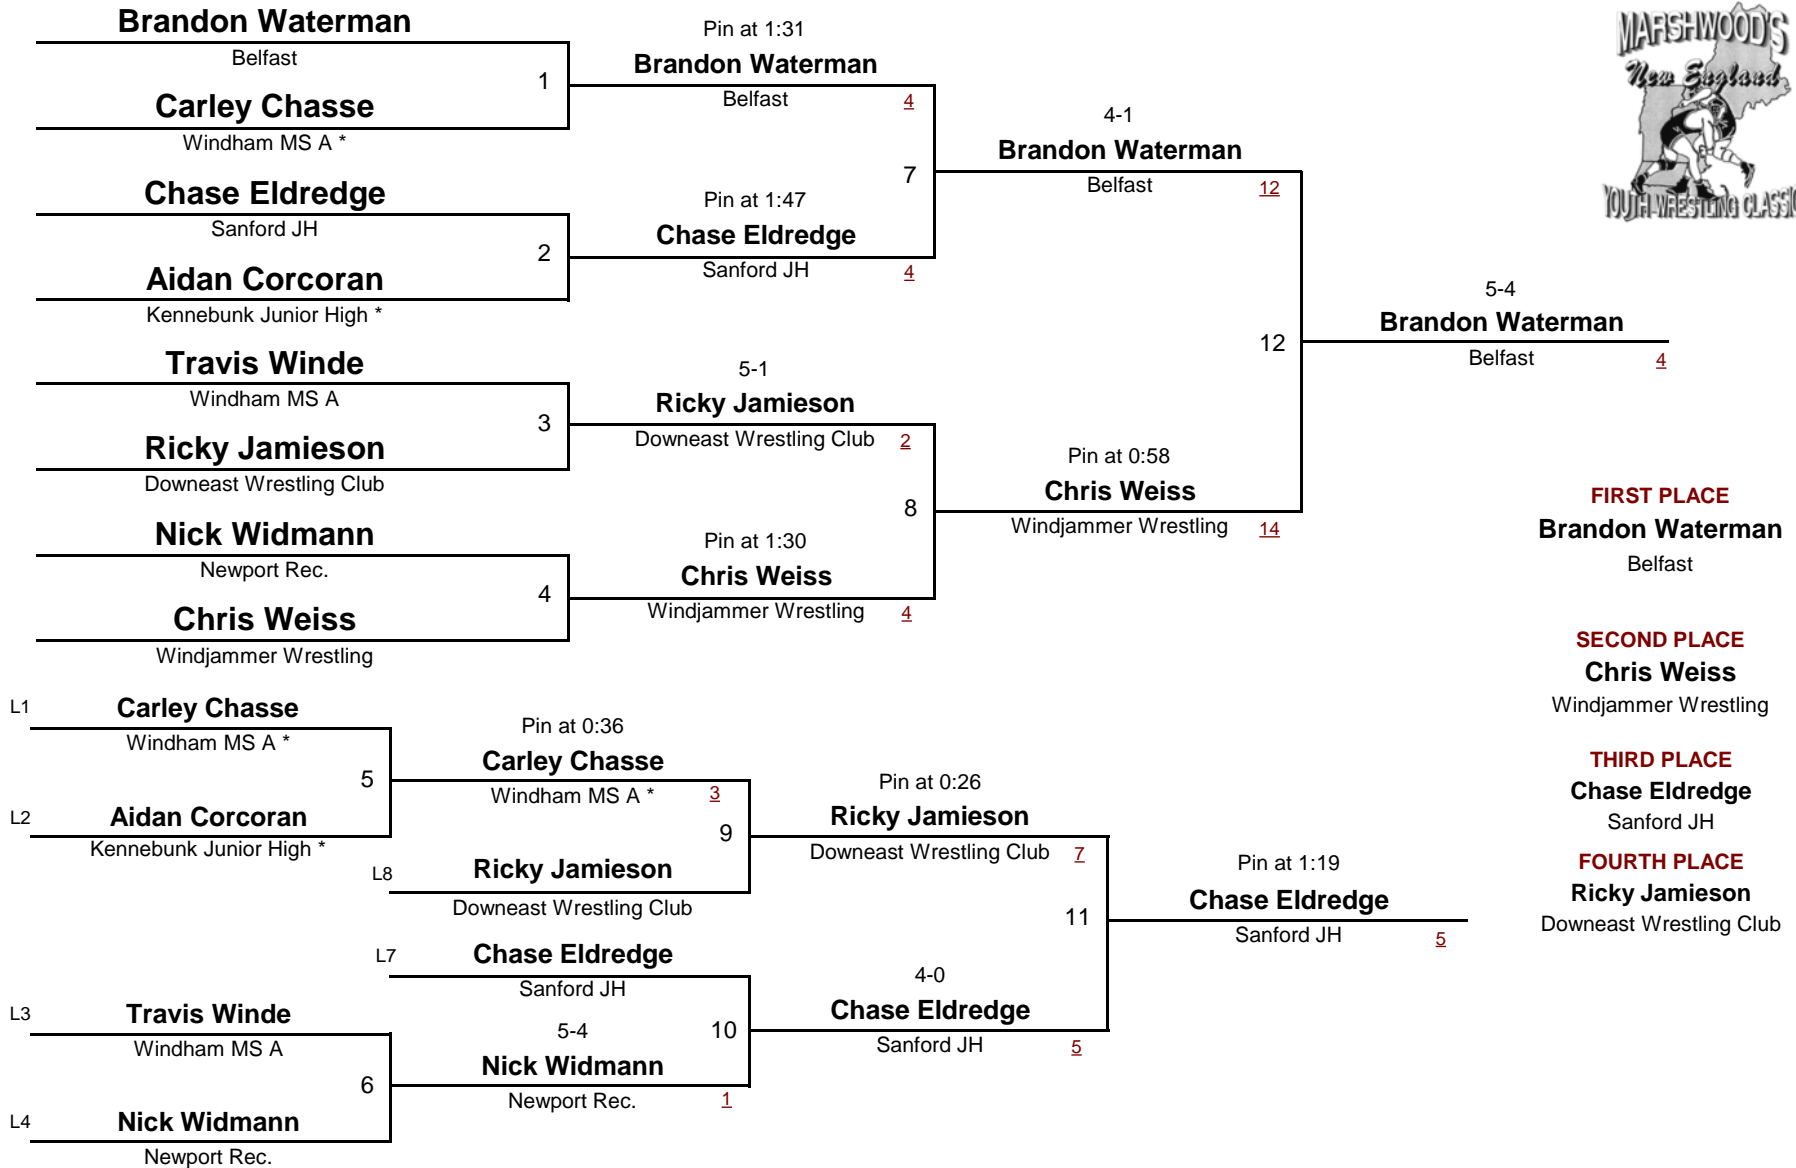 Brandon Waterman
Belfast
1
Carley Chasse
Windham MS A *
Chase Eldredge
Sanford JH
2
Aidan Corcoran
Kennebunk Junior High *
Travis Winde
Windham MS A
3
Ricky Jamieson
Downeast Wrestling Club
Nick Widmann
Newport Rec.
4
Chris Weiss
Windjammer Wrestling
Pin at 1:31
Brandon Waterman
Belfast 4
7
Pin at 1:47
Chase Eldredge
Sanford JH 4
5-1
Ricky Jamieson
Downeast Wrestling Club 2
8
Pin at 1:30
Chris Weiss
Windjammer Wrestling 4
4-1
Brandon Waterman
Belfast 12
12
Pin at 0:58
Chris Weiss
Windjammer Wrestling 14
5-4
Brandon Waterman
Belfast 4
MARSHWOOD'S
New England
YOUTH WRESTLING CLASSIC
FIRST PLACE
Brandon Waterman
Belfast
SECOND PLACE
Chris Weiss
Windjammer Wrestling
THIRD PLACE
Chase Eldredge
Sanford JH
FOURTH PLACE
Ricky Jamieson
Downeast Wrestling Club
L1 Carley Chasse
Windham MS A *
5
L2 Aidan Corcoran
Kennebunk Junior High *
L3 Travis Winde
Windham MS A
6
L4 Nick Widmann
Newport Rec.
Pin at 0:36
Carley Chasse
Windham MS A * 3
9
L8 Ricky Jamieson
Downeast Wrestling Club
L7 Chase Eldredge
Sanford JH
10
5-4
Nick Widmann
Newport Rec. 1
Pin at 0:26
Ricky Jamieson
Downeast Wrestling Club 7
11
4-0
Chase Eldredge
Sanford JH 5
Pin at 1:19
Chase Eldredge
Sanford JH 5